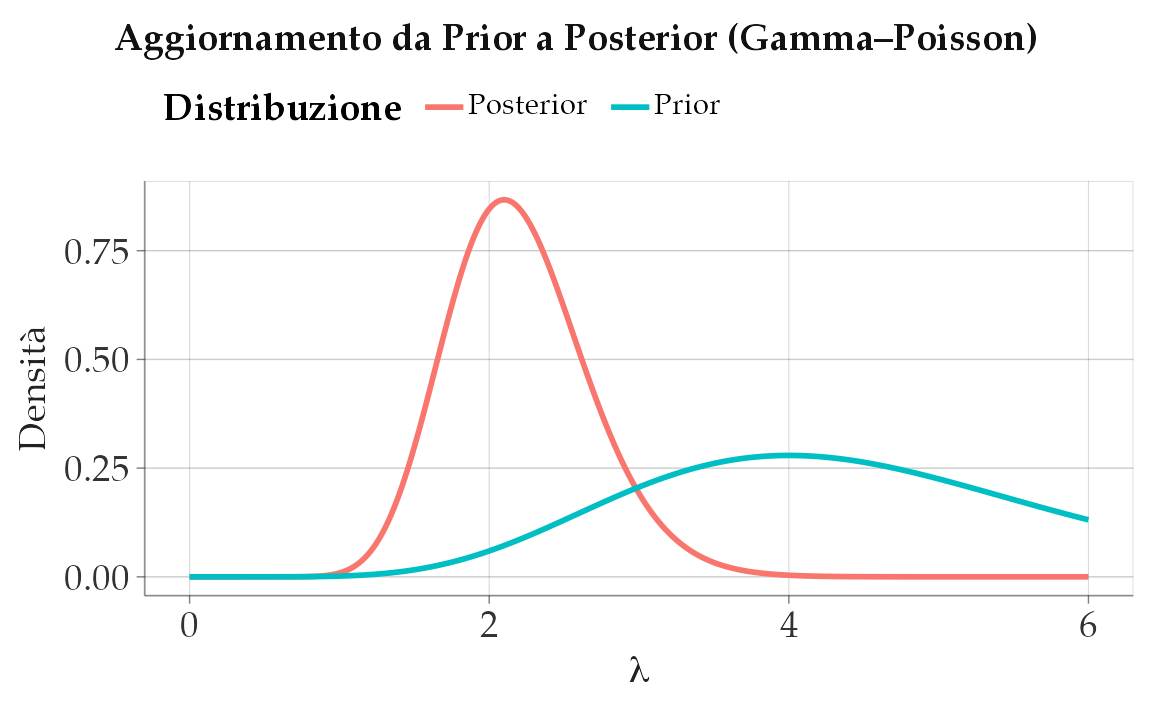 Aggiornamento da Prior a Posterior (Gamma–Poisson)
Distribuzione Posterior Prior
Densità
0.75
0.50
0.25
0.00
0 2 4 6
λ